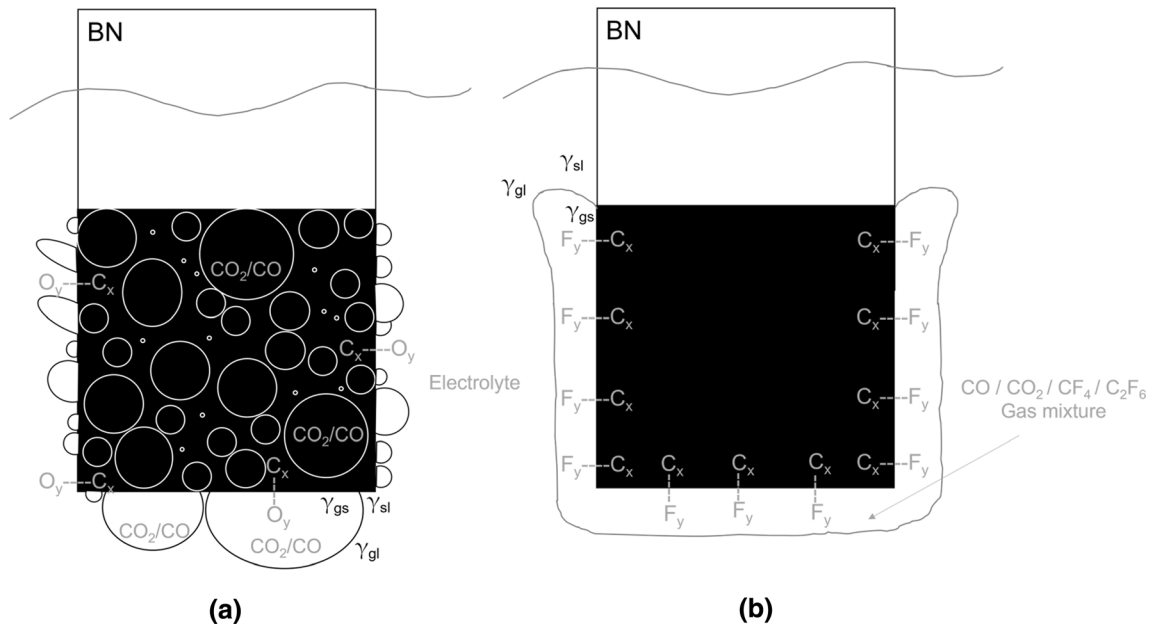 BN
CO₂/CO
Oy---Cx
Cx---Oy
CO₂/CO
Cx
Oy---Cx
Oy
γgs
γsl
CO₂/CO
CO₂/CO
γgl
Electrolyte
(a)
BN
γsl
γgl
γgs
Fy---Cx
Cx---Fy
Fy---Cx
Cx---Fy
Fy---Cx
Cx---Fy
Fy---Cx
Cx
Cx
Cx
Cx---Fy
Fy
Fy
Fy
CO / CO₂ / CF₄ / C₂F₆
Gas mixture
(b)